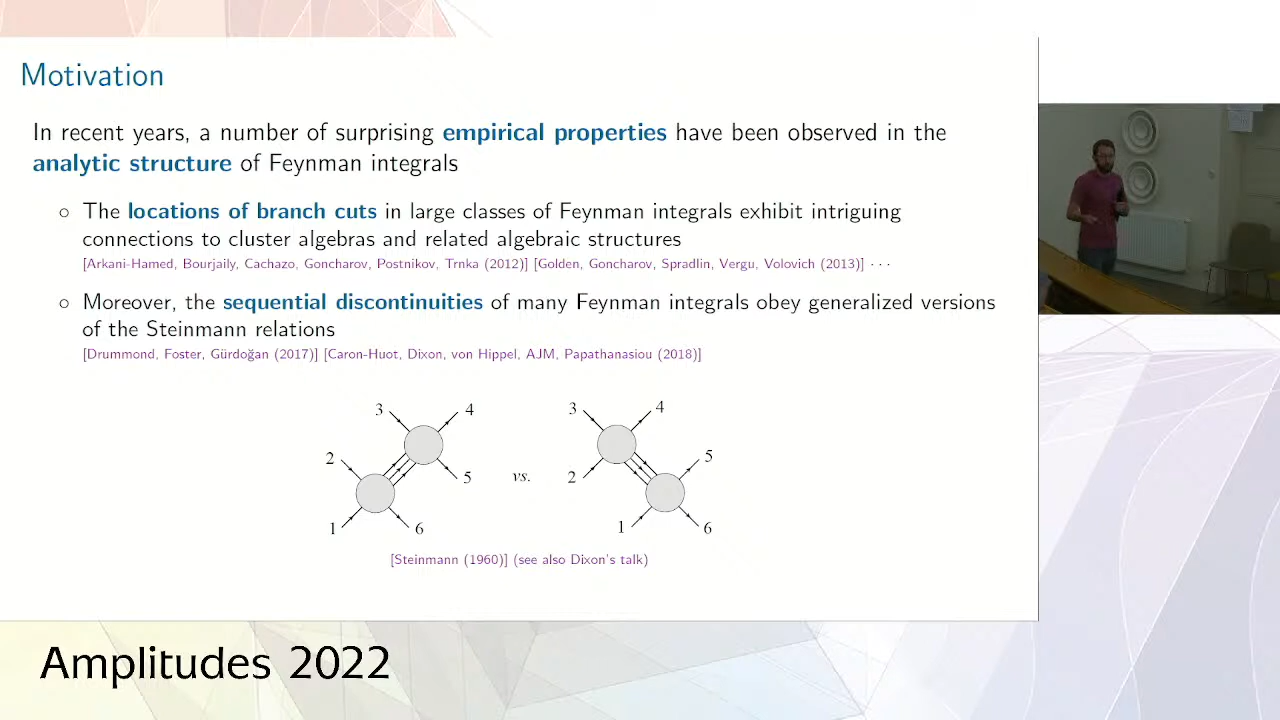 Motivation
In recent years, a number of surprising empirical properties have been observed in the
analytic structure of Feynman integrals
○ The locations of branch cuts in large classes of Feynman integrals exhibit intriguing
connections to cluster algebras and related algebraic structures
[Arkani-Hamed, Bourjaily, Cachazo, Goncharov, Postnikov, Trnka (2012)] [Golden, Goncharov, Spradlin, Vergu, Volovich (2013)] · · ·
○ Moreover, the sequential discontinuities of many Feynman integrals obey generalized versions
of the Steinmann relations
[Drummond, Foster, Gürdoğan (2017)] [Caron-Huot, Dixon, von Hippel, AJM, Papathanasiou (2018)]
3 4 3 4
2 5 vs. 2 5
1 6 1 6
[Steinmann (1960)] (see also Dixon's talk)
Amplitudes 2022